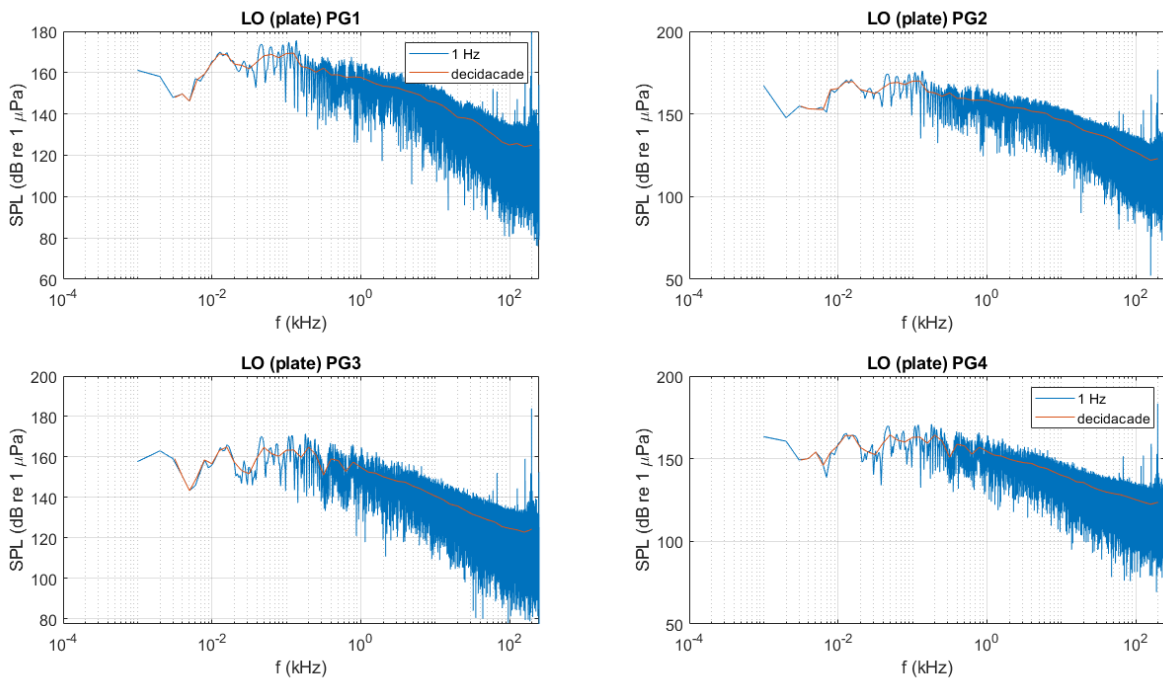 LO (plate) PG1
180
160
140
120
100
80
60
SPL (dB re 1 μPa)
1 Hz
decidacade
10^-4
10^-2
10^0
10^2
f (kHz)
LO (plate) PG2
200
150
100
50
SPL (dB re 1 μPa)
10^-4
10^-2
10^0
10^2
f (kHz)
LO (plate) PG3
200
180
160
140
120
100
80
SPL (dB re 1 μPa)
10^-4
10^-2
10^0
10^2
f (kHz)
LO (plate) PG4
200
150
100
50
SPL (dB re 1 μPa)
1 Hz
decidacade
10^-4
10^-2
10^0
10^2
f (kHz)